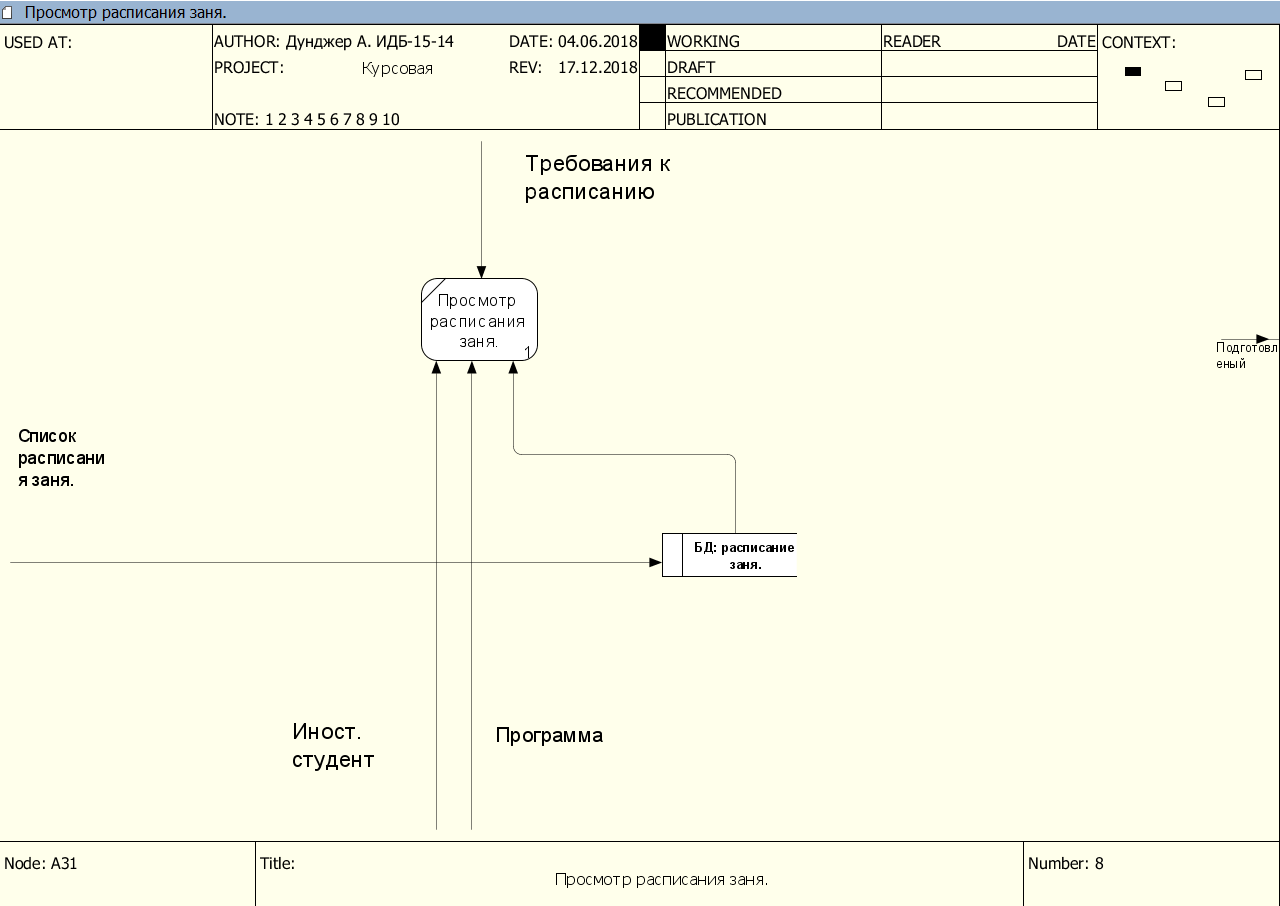 Просмотр расписания заня.
USED AT:
AUTHOR: Дунджер А. ИДБ-15-14
DATE: 04.06.2018
PROJECT: Курсовая
REV: 17.12.2018
NOTE: 1 2 3 4 5 6 7 8 9 10
WORKING
DRAFT
RECOMMENDED
PUBLICATION
READER
DATE
CONTEXT:
Требования к
расписанию
Просмотр
расписания
заня.
1
Подготовл
еный
Список
расписани
я заня.
БД: расписание
заня.
Иност.
студент
Программа
Node: A31
Title:
Просмотр расписания заня.
Number: 8